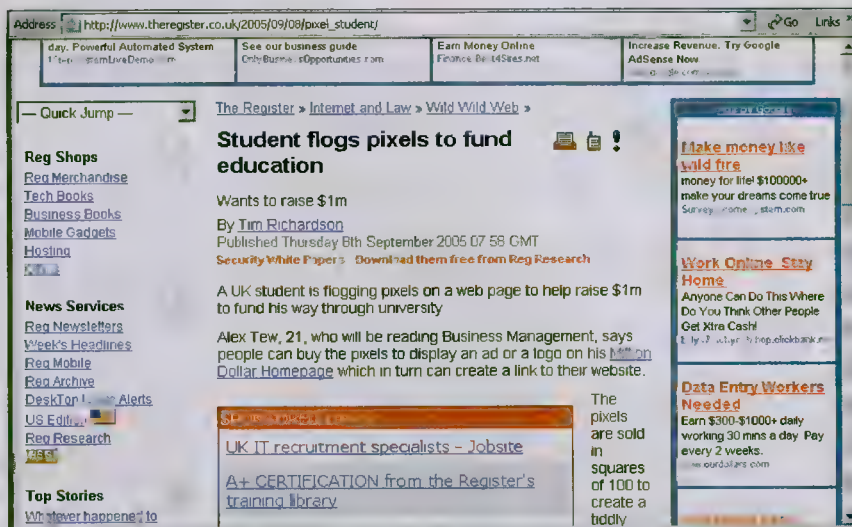 Address http://www.theregister.co.uk/2005/09/08/pixel_student/ Go Links »
day. Powerful Automated System
See our business guide
Earn Money Online
Finance.Best4Sites.net
Increase Revenue. Try Google
AdSense Now
— Quick Jump —
Reg Shops
Reg Merchandise
Tech Books
Business Books
Mobile Gadgets
Hosting
News Services
Reg Newsletters
Week's Headlines
Reg Mobile
Reg Archive
DeskTop Alerts
US Edition
Reg Research
Top Stories
Whatever happened to
The Register » Internet and Law » Wild Wild Web »
Student flogs pixels to fund
education
Wants to raise $1m
By Tim Richardson
Published Thursday 8th September 2005 07 58 GMT
Security White Papers Download them free from Reg Research
A UK student is flogging pixels on a web page to help raise $1m
to fund his way through university
Alex Tew, 21, who will be reading Business Management, says
people can buy the pixels to display an ad or a logo on his Million
Dollar Homepage which in turn can create a link to their website.
UK IT recruitment specialists – Jobsite
A+ CERTIFICATION from the Register's
training library
The
pixels
are sold
in
squares
of 100 to
create a
tiddly
Make money like
wild fire
money for life! $100000+
make your dreams come true
Work Online Stay
Home
Anyone Can Do This Where
Do You Think Other People
Get Xtra Cash!
Data Entry Workers
Needed
Earn $300-$1000+ daily
working 30 mns a day Pay
every 2 weeks.